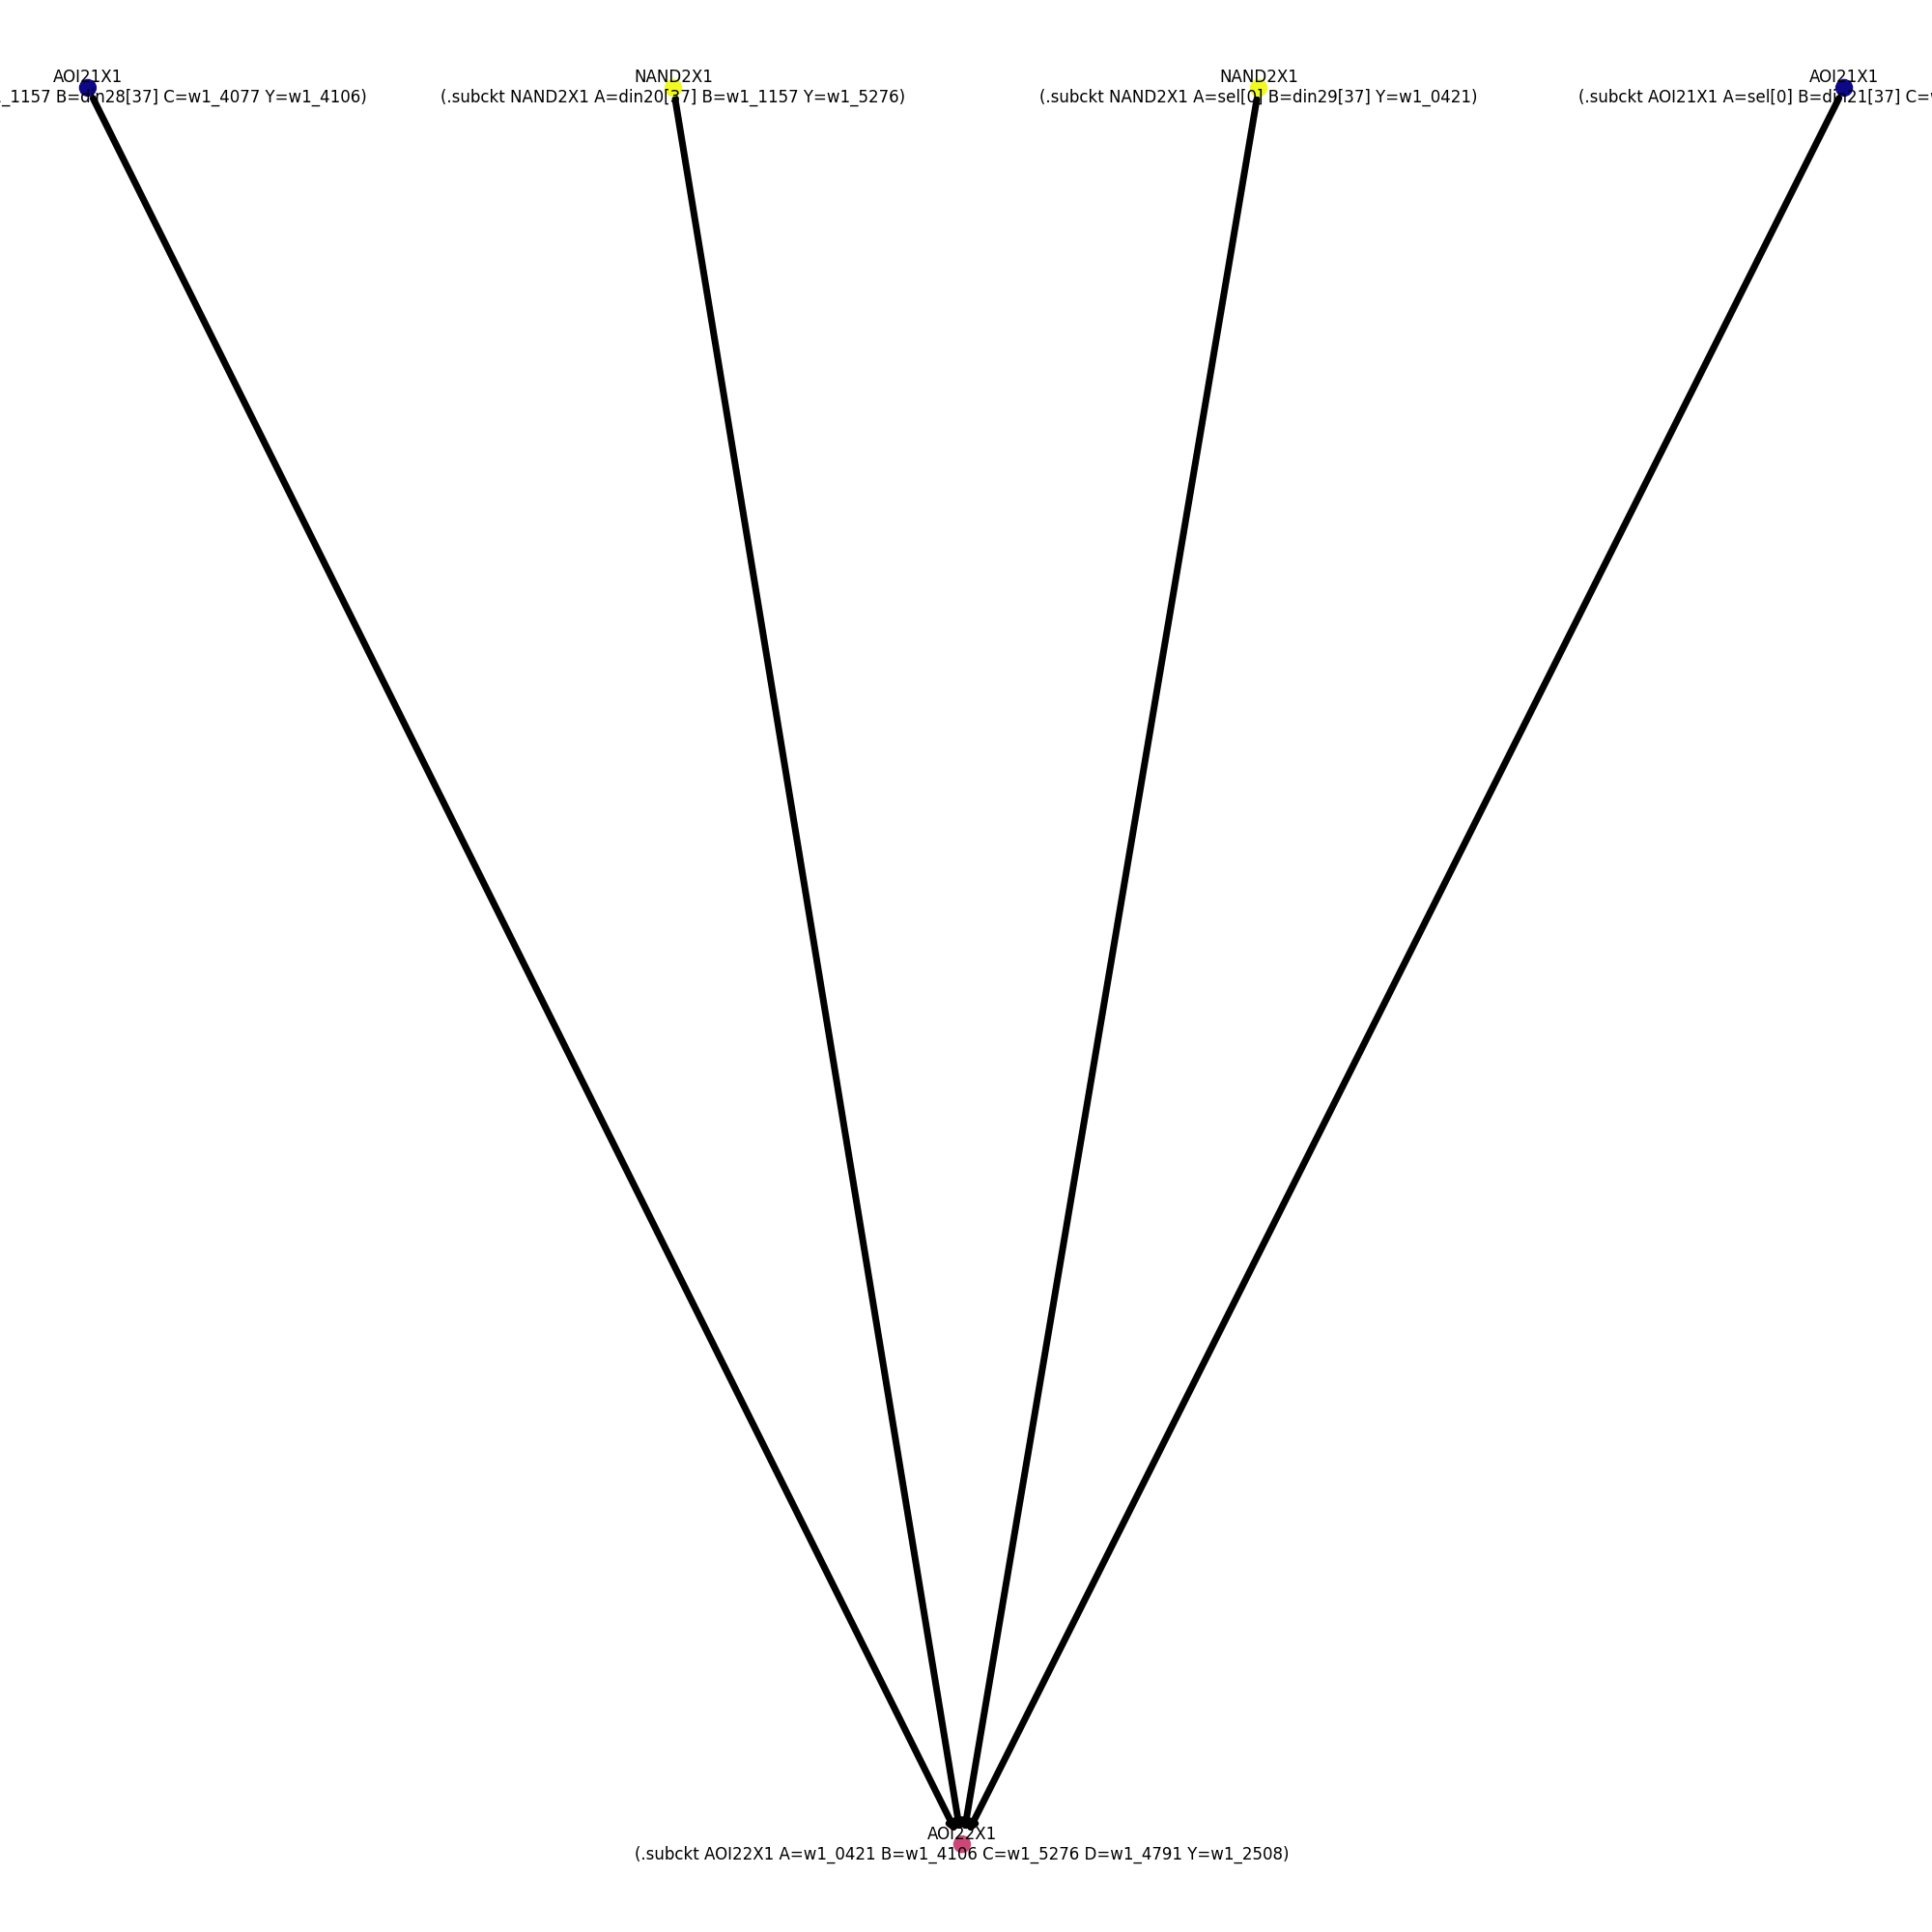 AOI21X1
_1157 B=din28[37] C=w1_4077 Y=w1_4106)
NAND2X1
(.subckt NAND2X1 A=din20[37] B=w1_1157 Y=w1_5276)
NAND2X1
(.subckt NAND2X1 A=sel[0] B=din29[37] Y=w1_0421)
AOI21X1
(.subckt AOI21X1 A=sel[0] B=din21[37] C=
AOI22X1
(.subckt AOI22X1 A=w1_0421 B=w1_4106 C=w1_5276 D=w1_4791 Y=w1_2508)